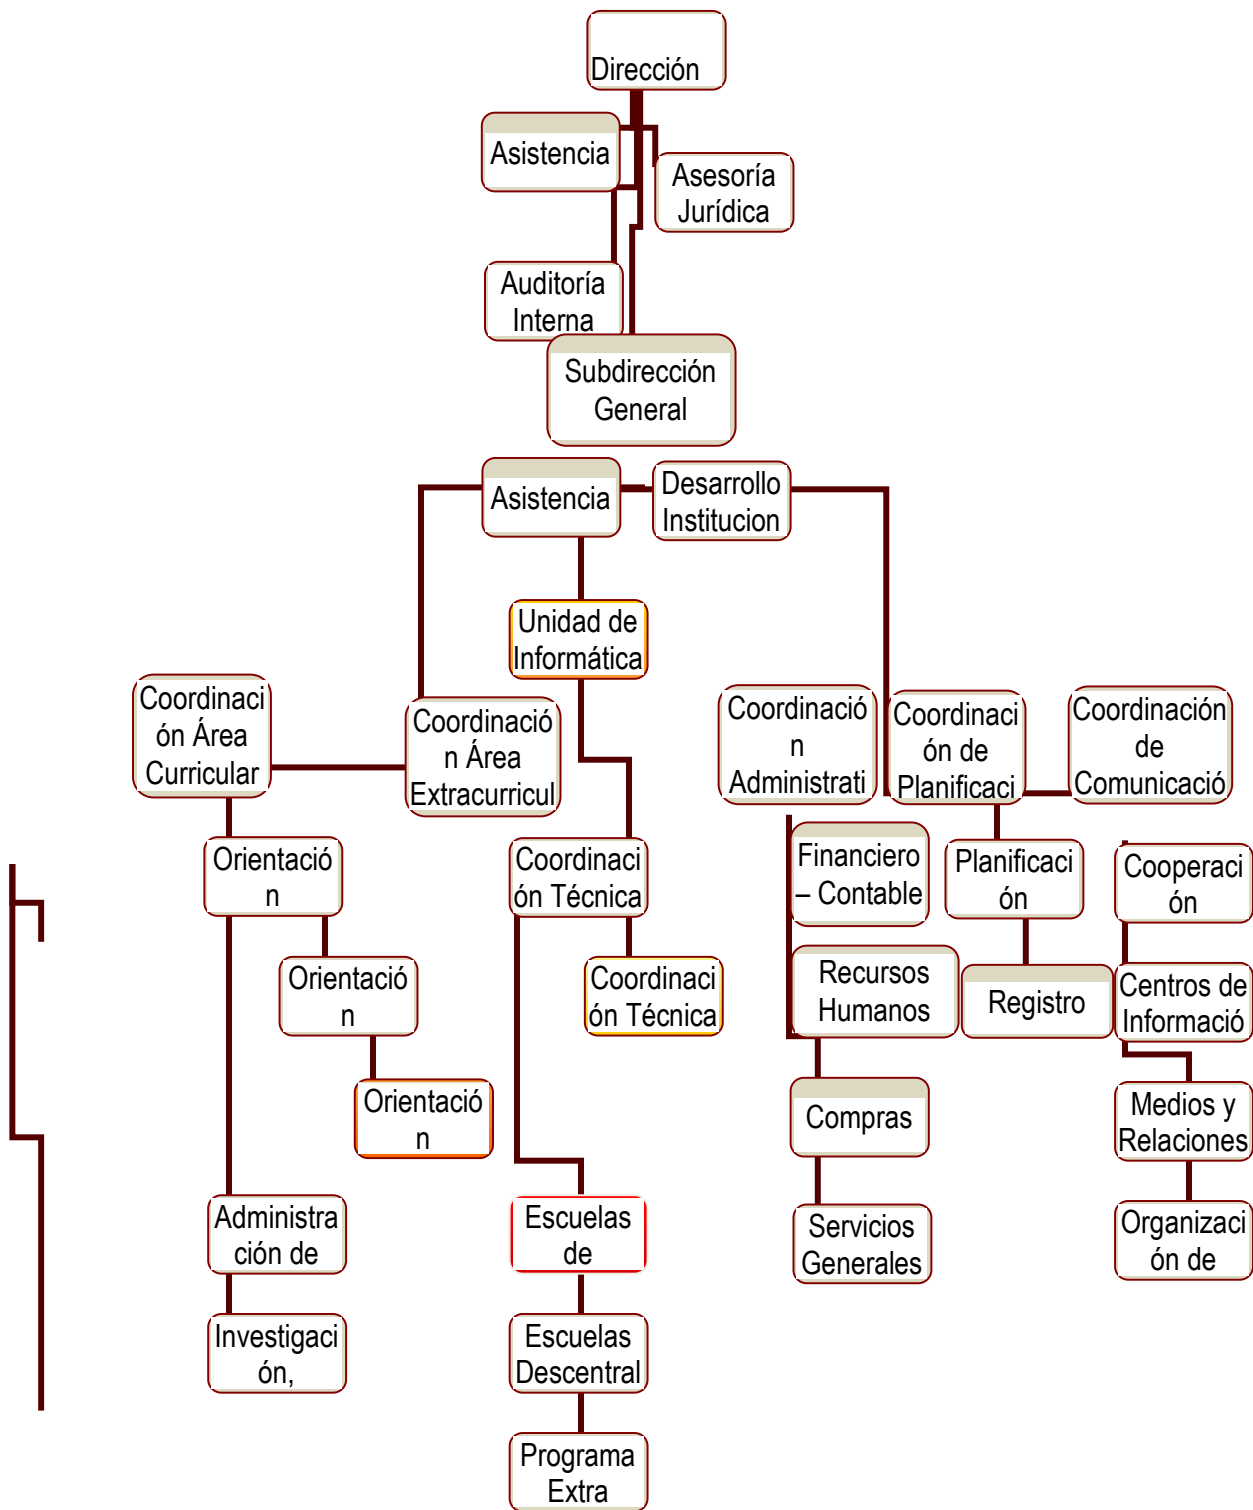 Dirección
Asistencia
Asesoría
Jurídica
Auditoría
Interna
Subdirección
General
Asistencia
Desarrollo
Institucion
Unidad de
Informática
Coordinaci
ón Área
Curricular
Coordinació
n Área
Extracurricul
Coordinació
n
Administrati
Coordinaci
ón de
Planificaci
Coordinación
de
Comunicació
Orientació
n
Coordinaci
ón Técnica
Financiero
– Contable
Planificaci
ón
Cooperaci
ón
Orientació
n
Coordinaci
ón Técnica
Recursos
Humanos
Registro
Centros de
Informació
Orientació
n
Compras
Medios y
Relaciones
Administra
ción de
Escuelas
de
Servicios
Generales
Organizaci
ón de
Investigaci
ón,
Escuelas
Descentral
Programa
Extra